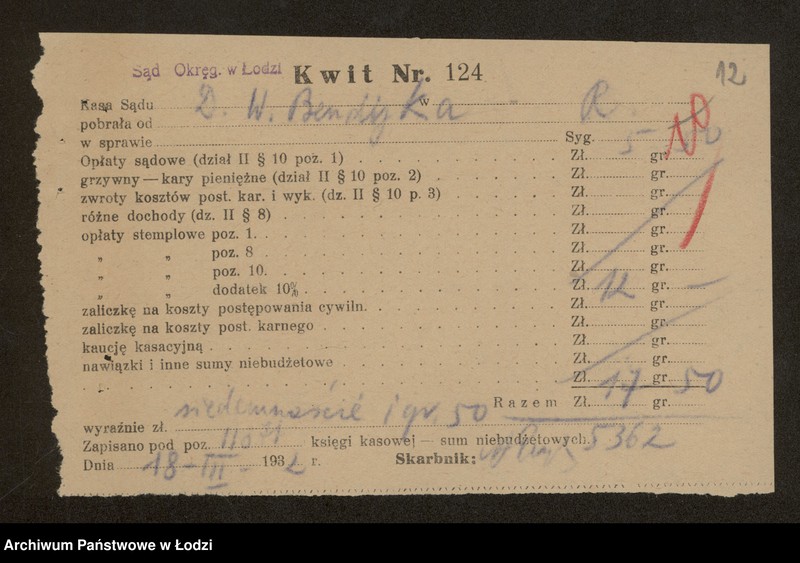 Sąd Okręg. w Łodzi Kwit Nr. 124 12
Kasa Sądu w R
pobrała od D. W.
w sprawie Syg.
Opłaty sądowe (dział II § 10 poz. 1) Zł. 5 gr. 50
grzywny — kary pieniężne (dział II § 10 poz. 2) Zł. gr.
zwroty kosztów post. kar. i wyk. (dz. II § 10 p. 3) Zł. gr.
różne dochody (dz. II § 8) Zł. gr.
opłaty stemplowe poz. 1. Zł. gr.
„ „ poz. 8 Zł. gr.
„ „ poz. 10. Zł. gr.
„ „ dodatek 10% Zł. gr.
zaliczkę na koszty postępowania cywiln. Zł. 12 gr. —
zaliczkę na koszty post. karnego Zł. gr.
kaucję kasacyjną Zł. gr.
nawiązki i inne sumy niebudżetowe Zł. gr.
Zł. gr.
Razem Zł. 17 gr. 50
wyraźnie zł. siedemnaście i gr. 50
Zapisano pod poz. księgi kasowej — sum niebudżetowych. 5362
Dnia 18-III- 1932 r. Skarbnik:
Archiwum Państwowe w Łodzi